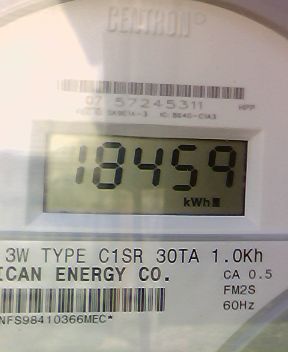 CENTRON®
07 57245311
18459
kWh
3W TYPE C1SR 30TA 1.0Kh
ICAN ENERGY CO.
CA 0.5
FM2S
60Hz
NFS98410366MEC*